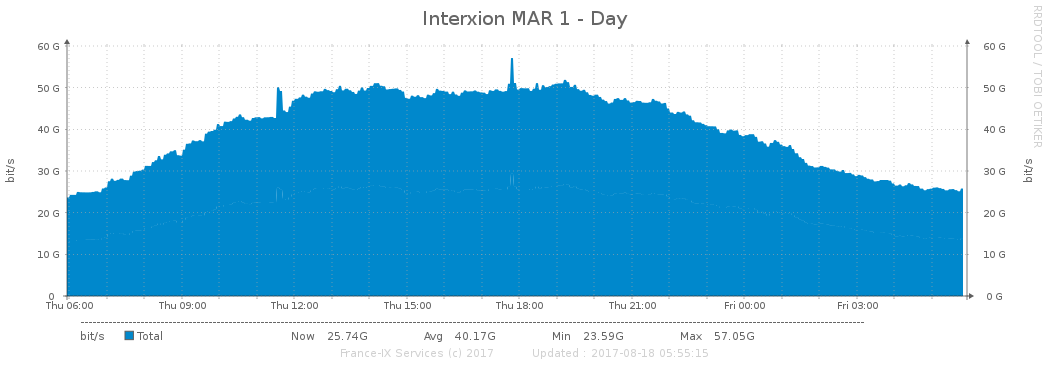 Interxion MAR 1 - Day
RRDTOOL / TOBI OETIKER
bit/s
60 G
50 G
40 G
30 G
20 G
10 G
0
60 G
50 G
40 G
30 G
20 G
10 G
0 G
bit/s
Thu 06:00 Thu 09:00 Thu 12:00 Thu 15:00 Thu 18:00 Thu 21:00 Fri 00:00 Fri 03:00
bit/s Total Now 25.74G Avg 40.17G Min 23.59G Max 57.05G
France-IX Services (c) 2017 Updated : 2017-08-18 05:55:15